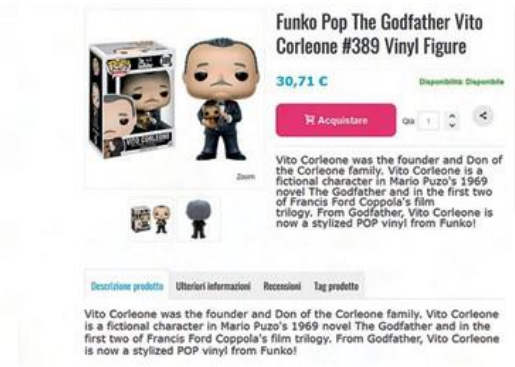 Funko Pop The Godfather Vito
Corleone #389 Vinyl Figure
30,71 €
Disponibilità: Disponibile
Acquistare
Qtà
1
Vito Corleone was the founder and Don of
the Corleone family. Vito Corleone is a
fictional character in Mario Puzo's 1969
novel The Godfather and in the first two
of Francis Ford Coppola's film
trilogy. From Godfather, Vito Corleone is
now a stylized POP vinyl from Funko!
POP!
VITO CORLEONE
Zoom
Descrizione prodotto
Ulteriori informazioni
Recensioni
Tag prodotto
Vito Corleone was the founder and Don of the Corleone family. Vito Corleone
is a fictional character in Mario Puzo's 1969 novel The Godfather and in the
first two of Francis Ford Coppola's film trilogy. From Godfather, Vito Corleone
is now a stylized POP vinyl from Funko!